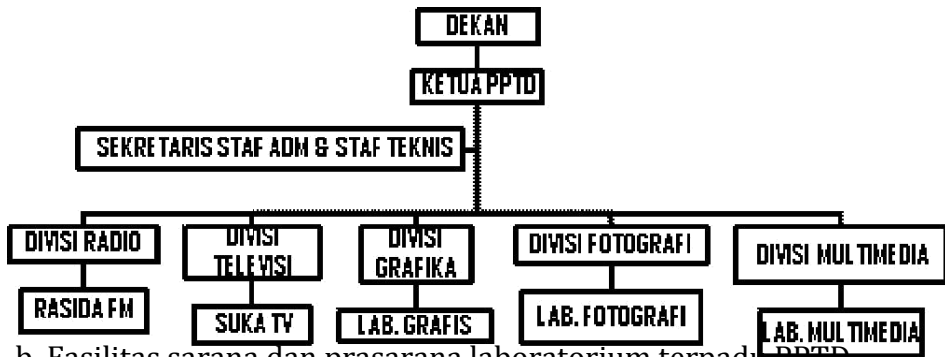 DEKAN
KETUA PPTD
SEKRETARIS STAF ADM & STAF TEKNIS
DIVISI RADIO
DIVISI
TELEVISI
DIVISI
GRAFIKA
DIVISI FOTOGRAFI
DIVISI MULTIMEDIA
RASIDA FM
SUKA TV
LAB. GRAFIS
LAB. FOTOGRAFI
LAB. MULTIMEDIA
b. Fasilitas sarana dan prasarana laboratorium terpadu PPTD